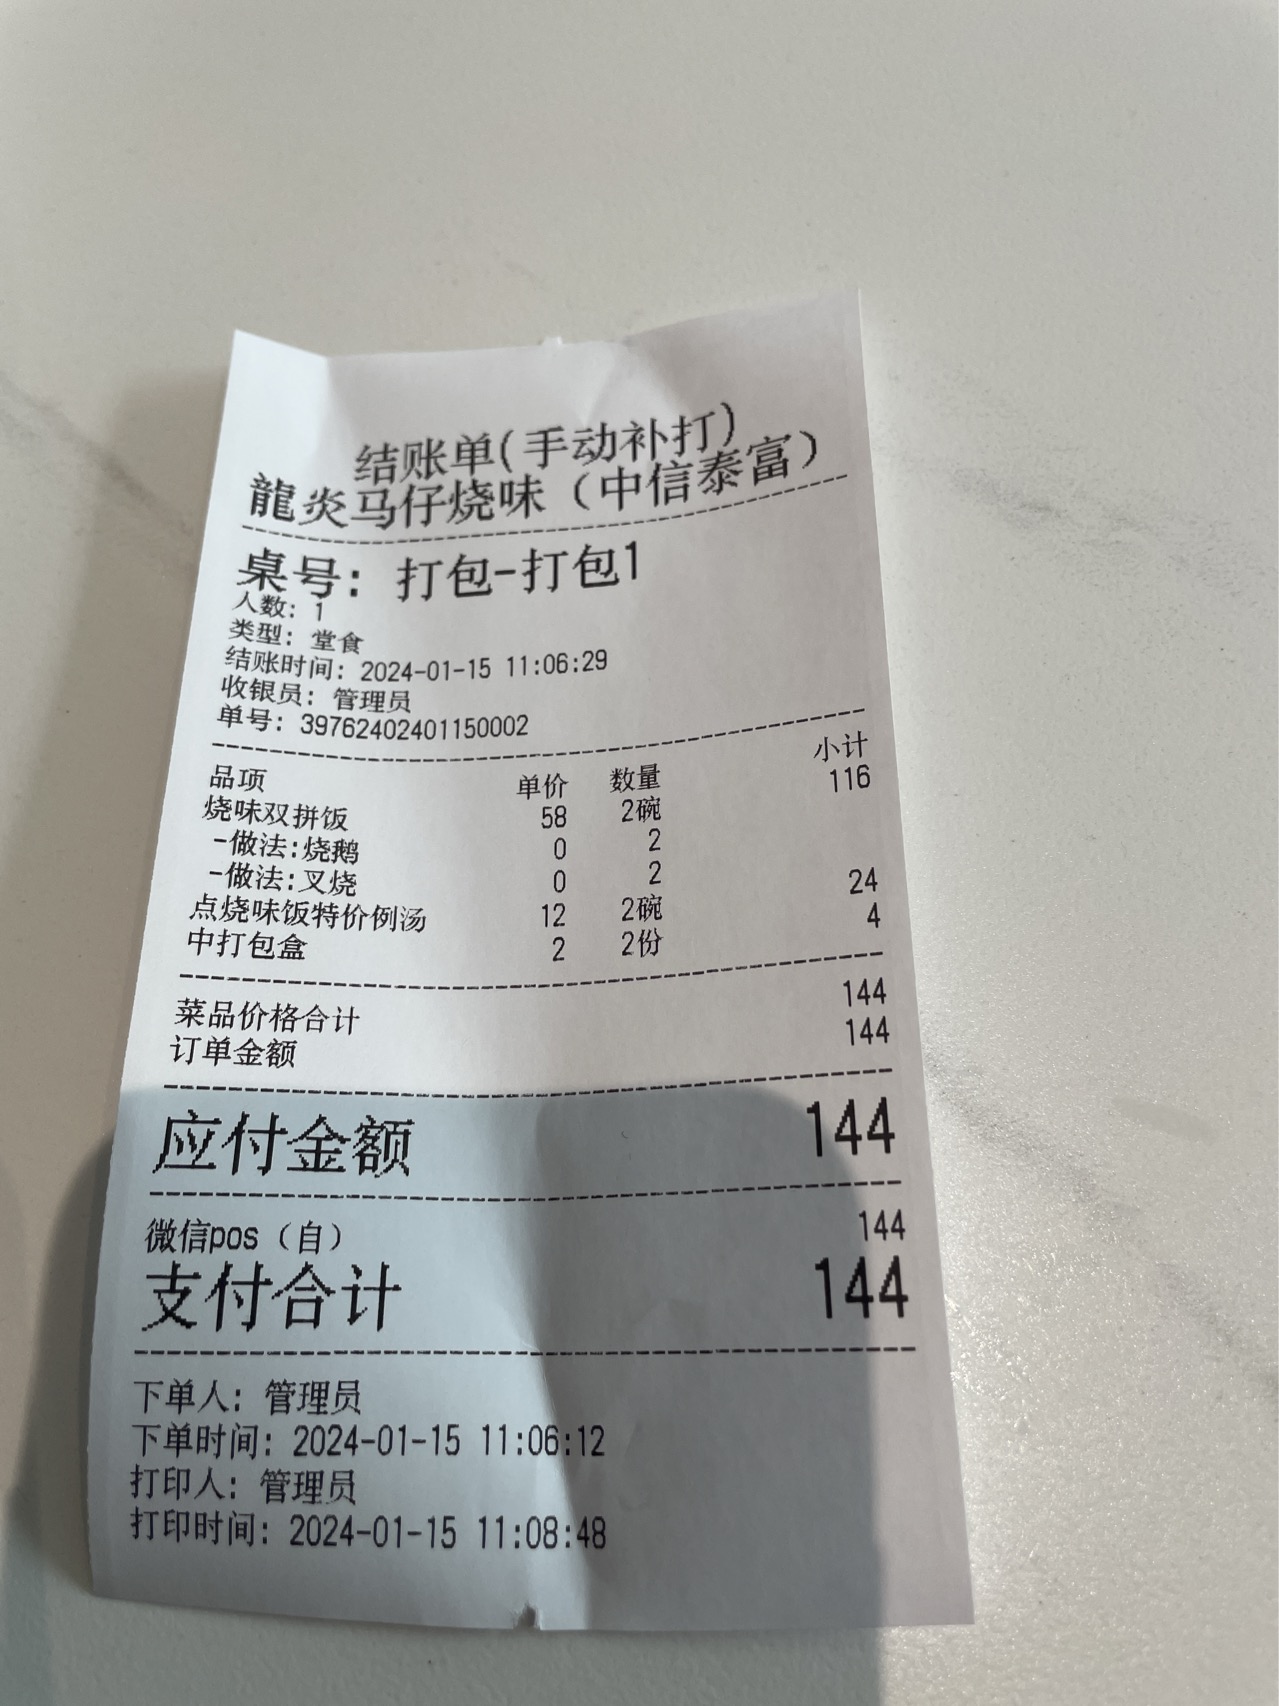 结账单(手动补打)
龍炎马仔烧味（中信泰富）
桌号: 打包-打包1
人数: 1
类型: 堂食
结账时间: 2024-01-15 11:06:29
收银员: 管理员
单号: 39762402401150002
品项 单价 数量 小计
烧味双拼饭 58 2碗 116
-做法:烧鹅 0 2
-做法:叉烧 0 2
点烧味饭特价例汤 12 2碗 24
中打包盒 2 2份 4
菜品价格合计 144
订单金额 144
应付金额 144
微信pos（自） 144
支付合计 144
下单人: 管理员
下单时间: 2024-01-15 11:06:12
打印人: 管理员
打印时间: 2024-01-15 11:08:48